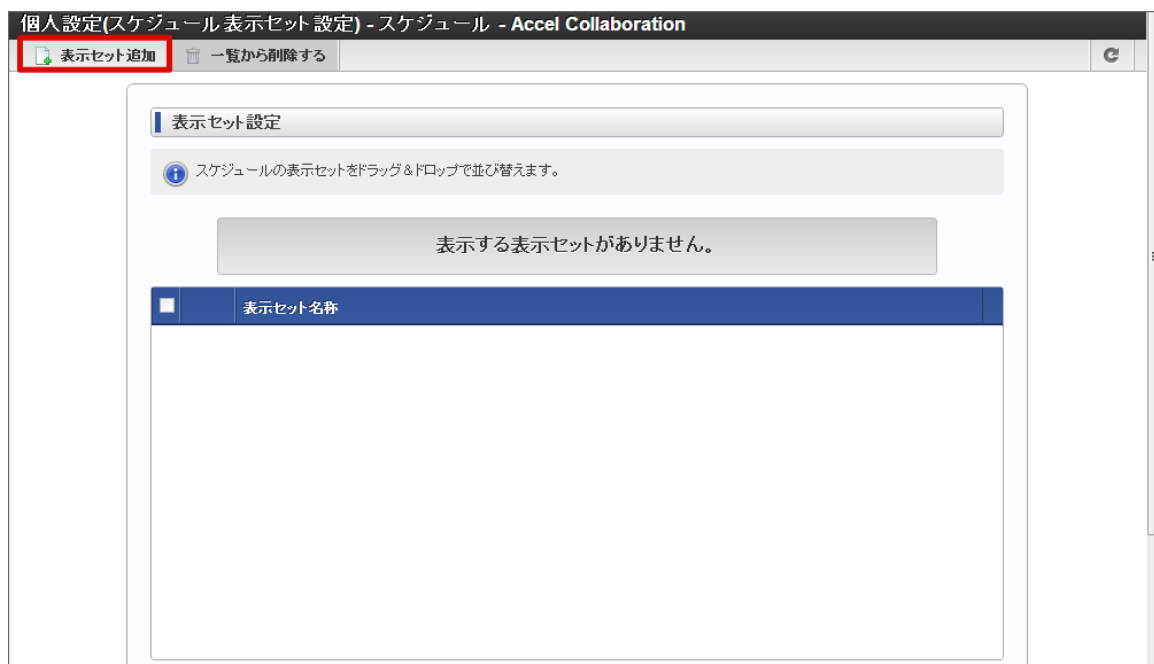 個人設定(スケジュール表示セット設定) - スケジュール - Accel Collaboration
表示セット追加 一覧から削除する
表示セット設定
スケジュールの表示セットをドラッグ&ドロップで並び替えます。
表示する表示セットがありません。
表示セット名称